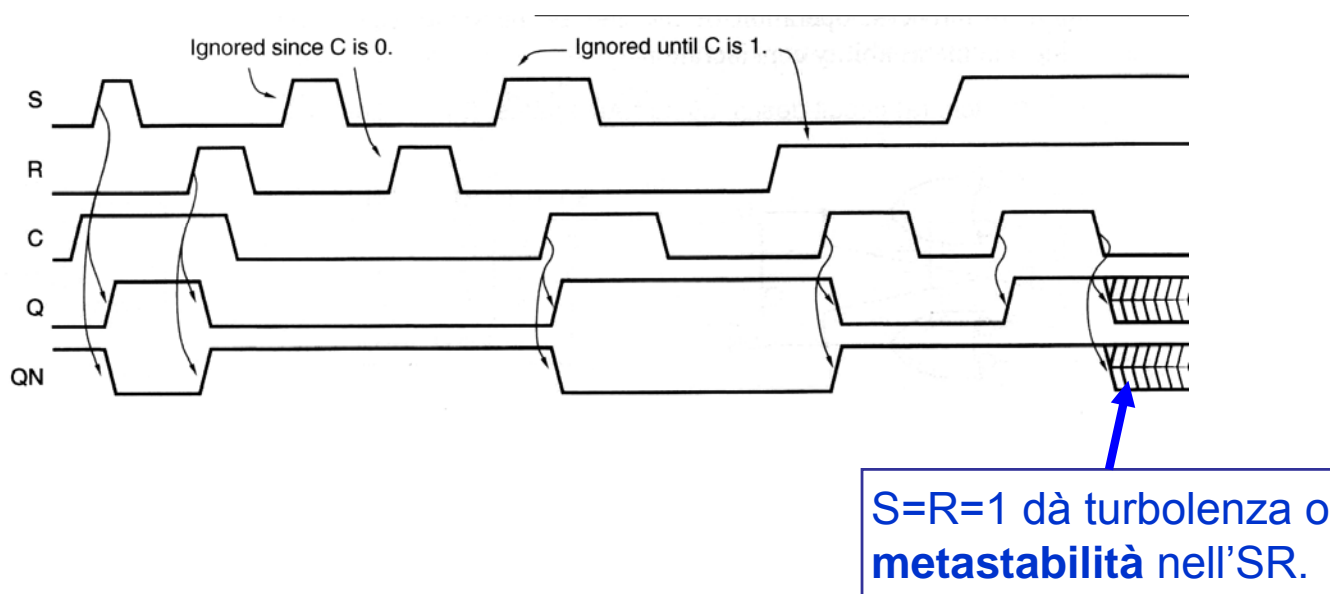 Ignored since C is 0.
Ignored until C is 1.
S
R
C
Q
QN
S=R=1 dà turbolenza o
metastabilità nell'SR.